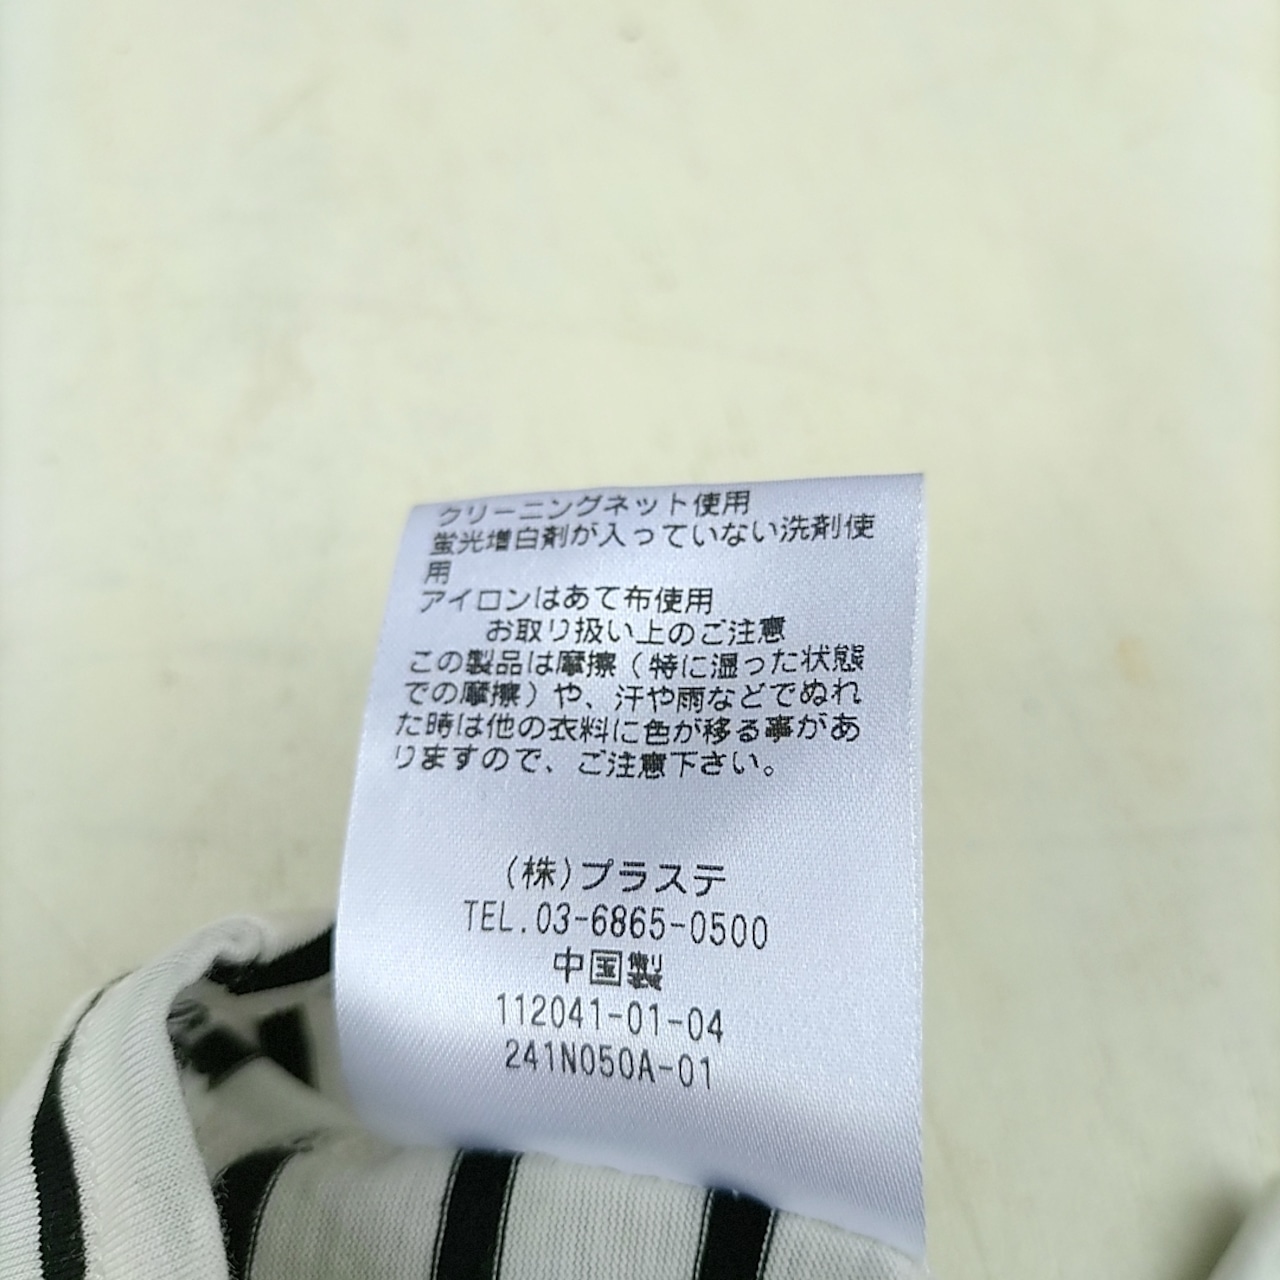 クリーニングネット使用
蛍光増白剤が入っていない洗剤使
用
アイロンはあて布使用
お取り扱い上のご注意
この製品は摩擦(特に湿った状態
での摩擦)や、汗や雨などでぬれ
た時は他の衣料に色が移る事があ
りますので、ご注意下さい。
(株)プラステ
TEL.03-6865-0500
中国製
112041-01-04
241N050A-01